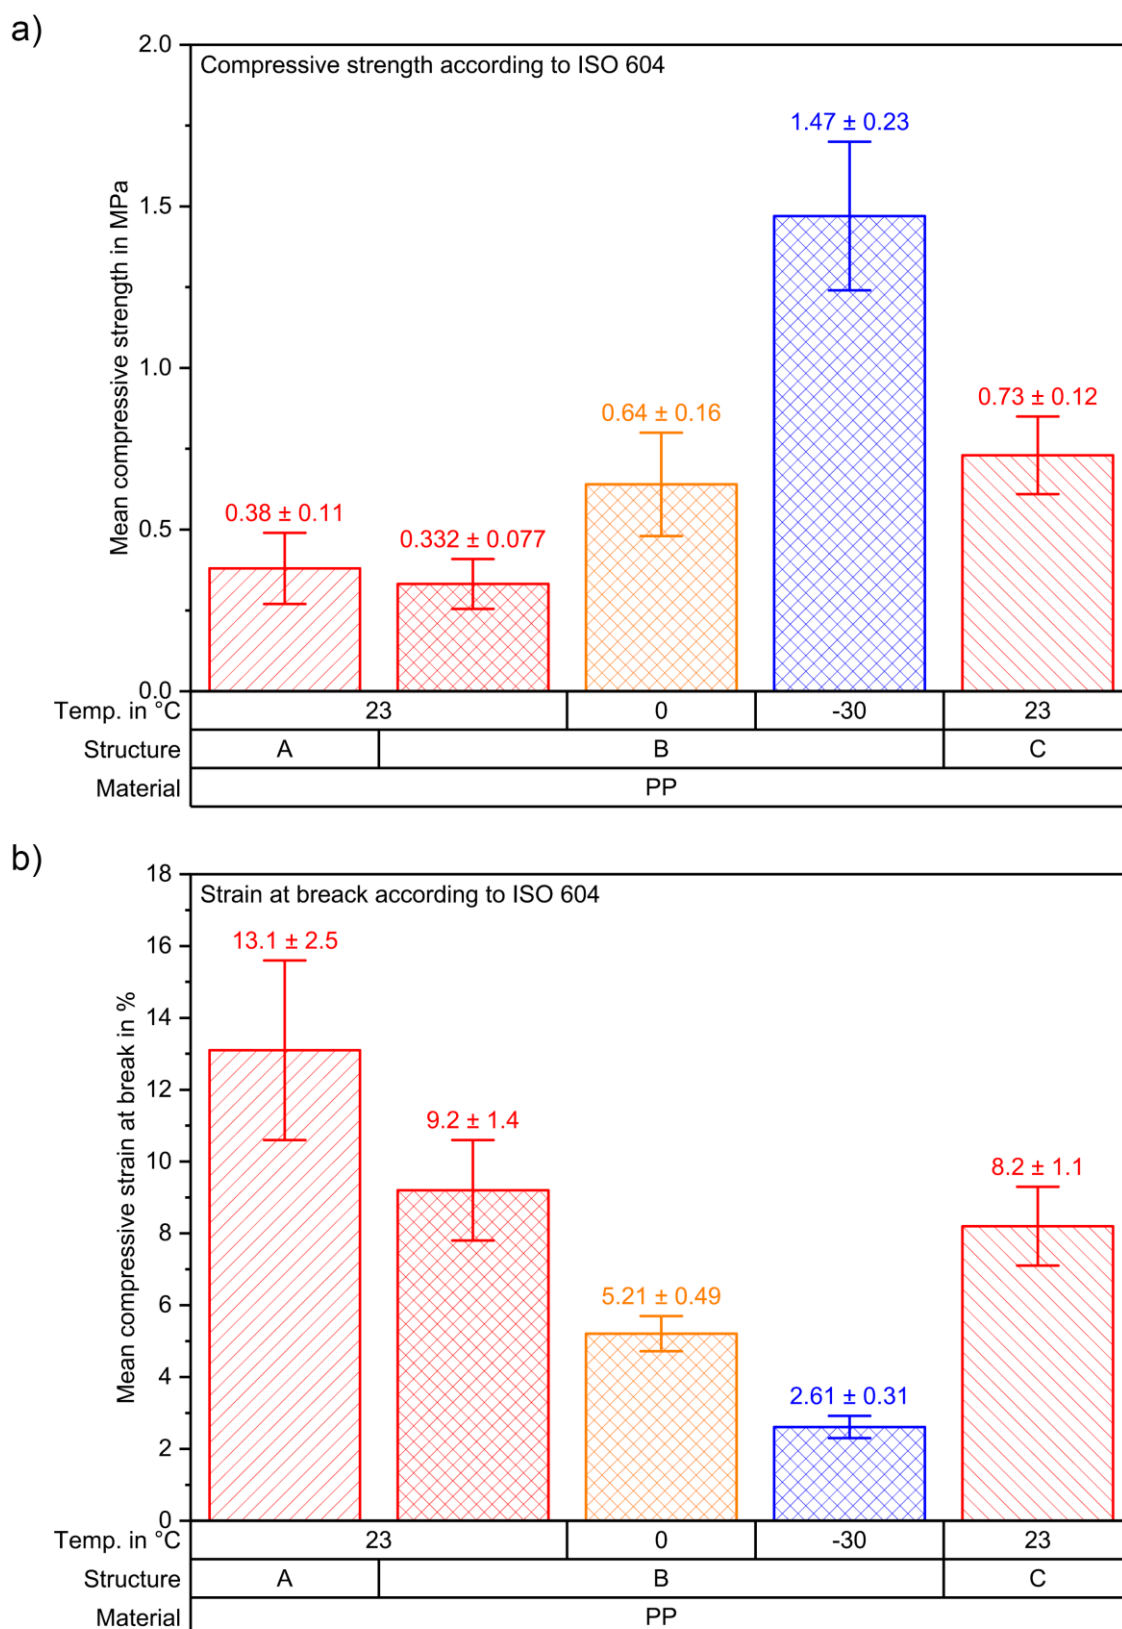 a)
Compressive strength according to ISO 604
Mean compressive strength in MPa
2.0
1.5
1.0
0.5
0.0
0.38 ± 0.11
0.332 ± 0.077
0.64 ± 0.16
1.47 ± 0.23
0.73 ± 0.12
Temp. in °C 23 0 -30 23
Structure A B C
Material PP
b)
Strain at breack according to ISO 604
Mean compressive strain at break in %
18
16
14
12
10
8
6
4
2
0
13.1 ± 2.5
9.2 ± 1.4
5.21 ± 0.49
2.61 ± 0.31
8.2 ± 1.1
Temp. in °C 23 0 -30 23
Structure A B C
Material PP